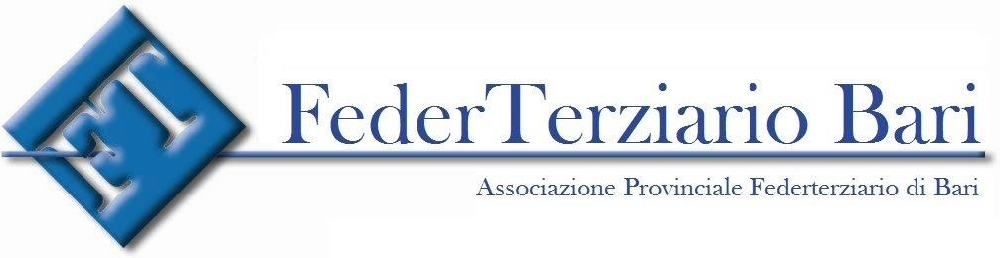 FT
FederTerziario Bari
Associazione Provinciale Federterziario di Bari